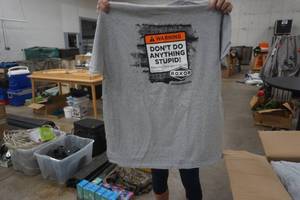 WARNING
DON'T DO
ANYTHING
STUPID!
ROXOR